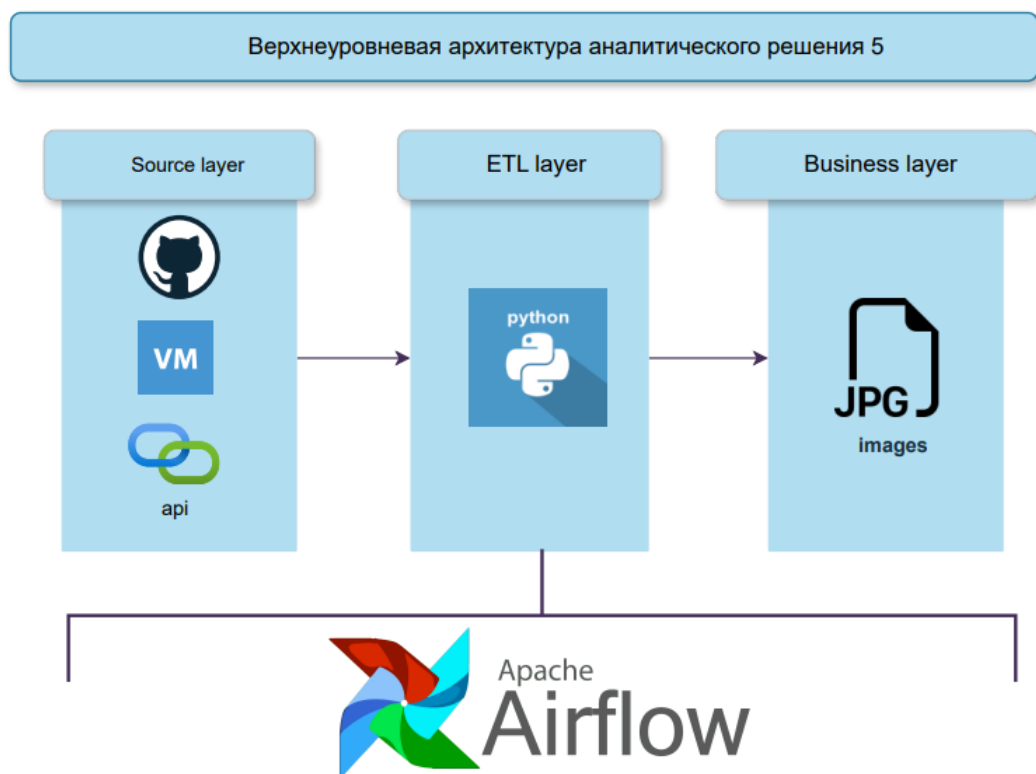 Верхнеуровневая архитектура аналитического решения 5
Source layer
ETL layer
Business layer
VM
api
python
JPG
images
Apache
Airflow